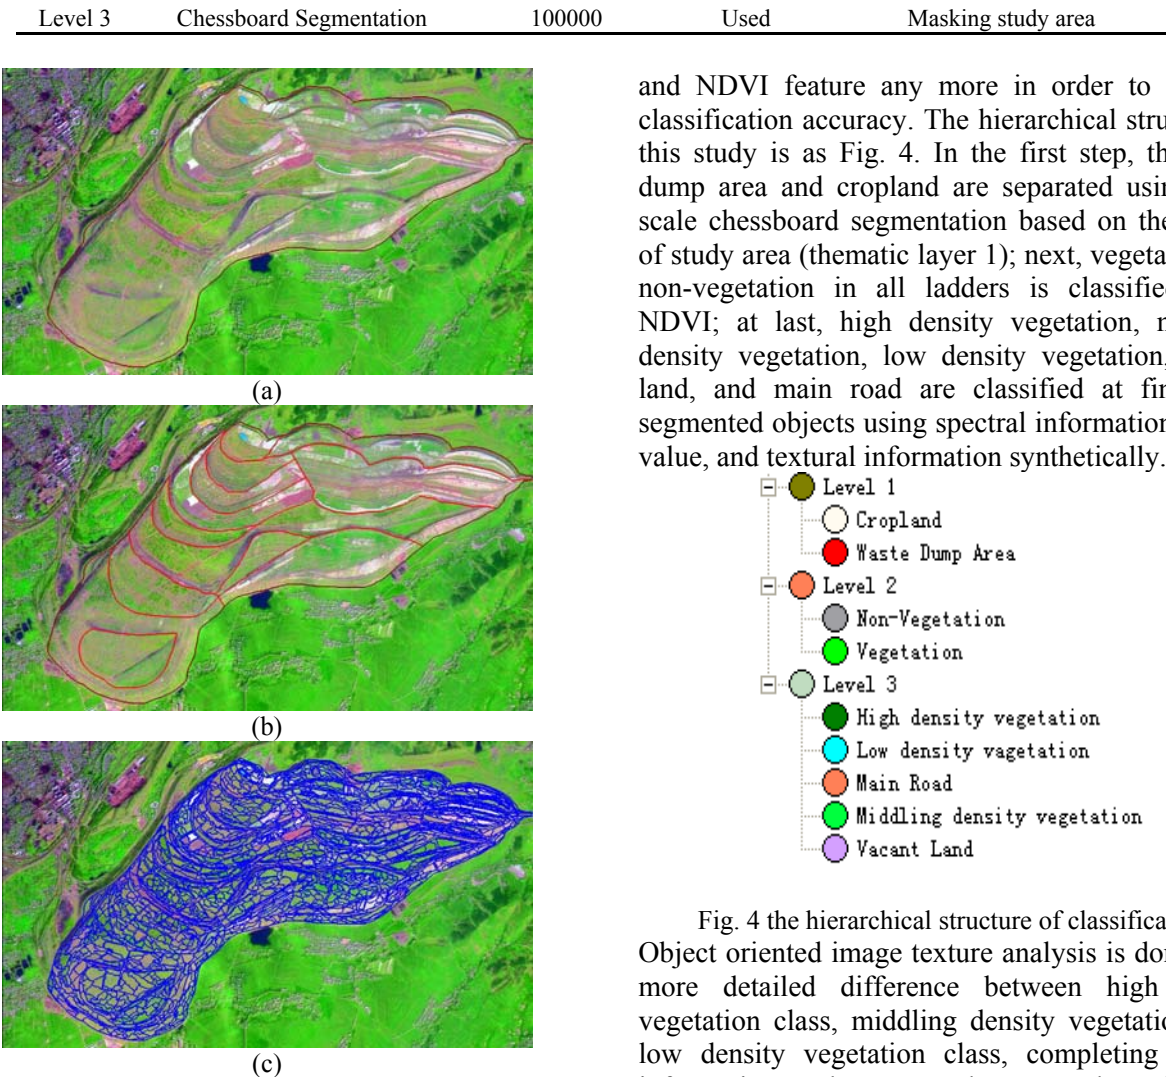 Level 3 Chessboard Segmentation 100000 Used Masking study area
(a)
(b)
(c)
and NDVI feature any more in order to
classification accuracy. The hierarchical stru
this study is as Fig. 4. In the first step, th
dump area and cropland are separated usin
scale chessboard segmentation based on the
of study area (thematic layer 1); next, vegeta
non-vegetation in all ladders is classifie
NDVI; at last, high density vegetation, m
density vegetation, low density vegetation,
land, and main road are classified at fin
segmented objects using spectral information
value, and textural information synthetically.
Level 1
Cropland
Waste Dump Area
Level 2
Non-Vegetation
Vegetation
Level 3
High density vegetation
Low density vagetation
Main Road
Middling density vegetation
Vacant Land
Fig. 4 the hierarchical structure of classifica
Object oriented image texture analysis is don
more detailed difference between high
vegetation class, middling density vegetatio
low density vegetation class, completing